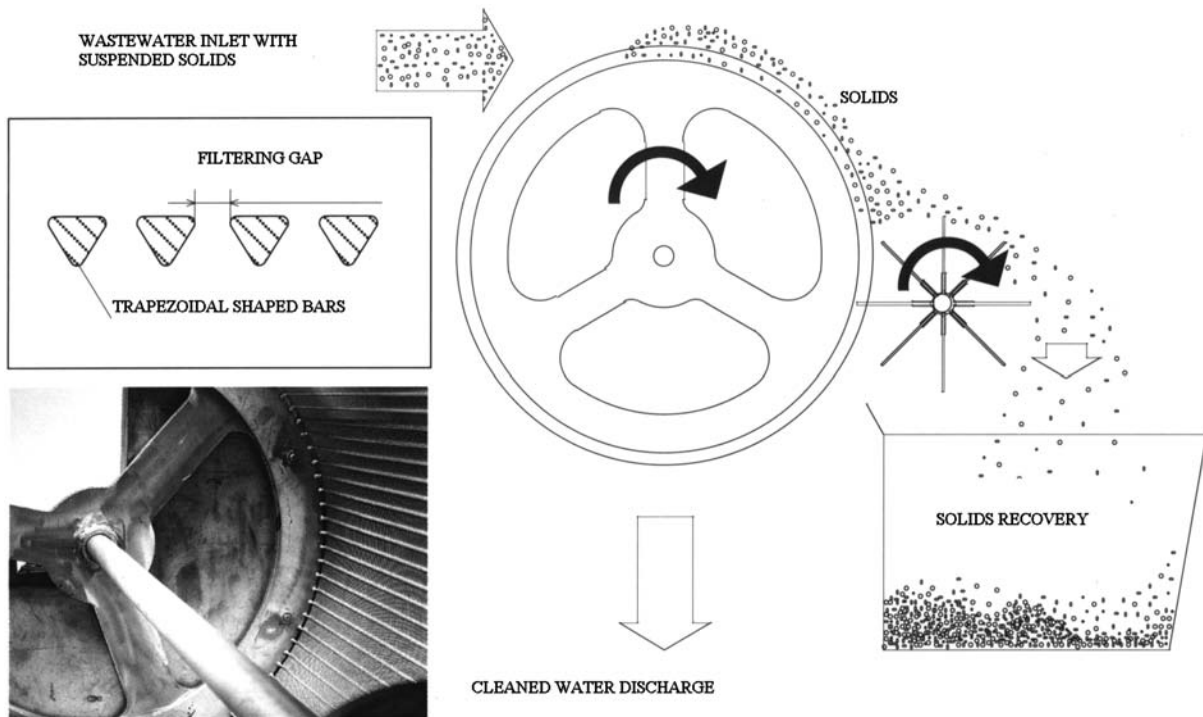 WASTEWATER INLET WITH
SUSPENDED SOLIDS
SOLIDS
FILTERING GAP
TRAPEZOIDAL SHAPED BARS
SOLIDS RECOVERY
CLEANED WATER DISCHARGE